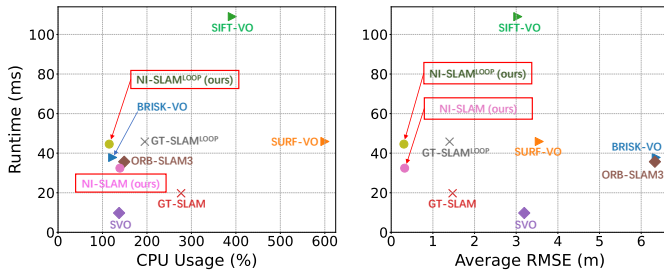 Runtime (ms)
120
100
80
60
40
20
0
SIFT-VO
NI-SLAMᴸᴼᴼᴾ (ours)
BRISK-VO
GT-SLAMᴸᴼᴼᴾ
SURF-VO
ORB-SLAM3
NI-SLAM (ours)
GT-SLAM
SVO
0 100 200 300 400 500 600
CPU Usage (%)
Runtime (ms)
100
80
60
40
20
0
SIFT-VO
NI-SLAMᴸᴼᴼᴾ (ours)
NI-SLAM (ours)
GT-SLAMᴸᴼᴼᴾ
SURF-VO
BRISK-VO
ORB-SLAM3
GT-SLAM
SVO
0 1 2 3 4 5 6
Average RMSE (m)